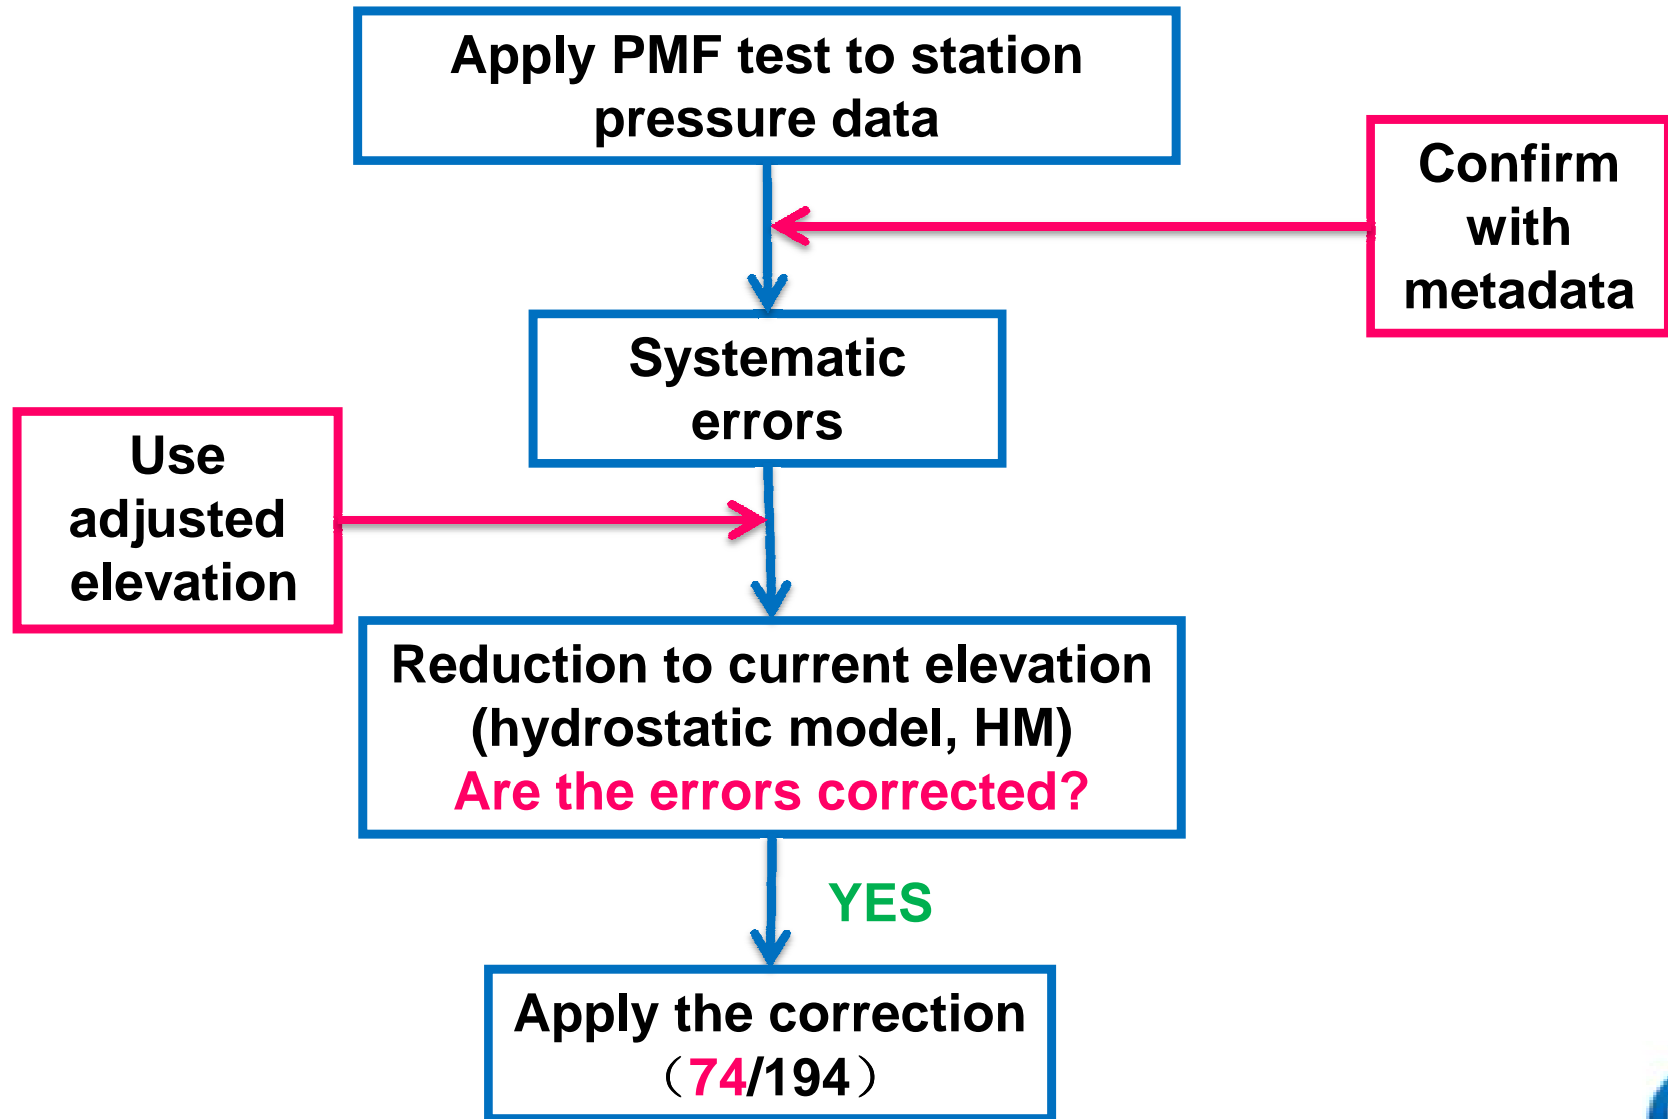 Apply PMF test to station
pressure data
Confirm
with
metadata
Systematic
errors
Use
adjusted
elevation
Reduction to current elevation
(hydrostatic model, HM)
Are the errors corrected?
YES
Apply the correction
（74/194）